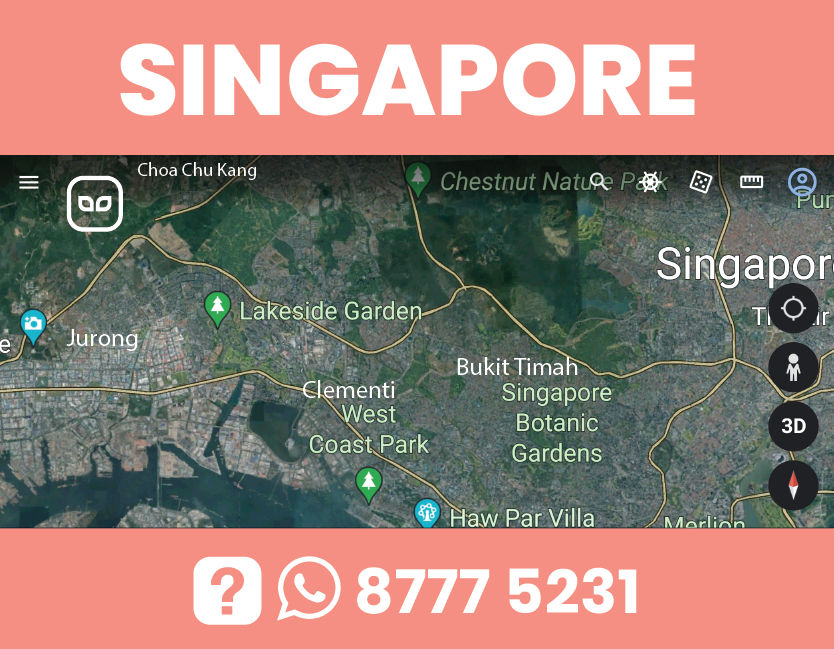 SINGAPORE
Choa Chu Kang
Chestnut Nature Park
Singapor
Lakeside Garden
Jurong
Bukit Timah
Clementi
Singapore
West
Botanic
Coast Park
Gardens
3D
Haw Par Villa
Merlion
? 8777 5231